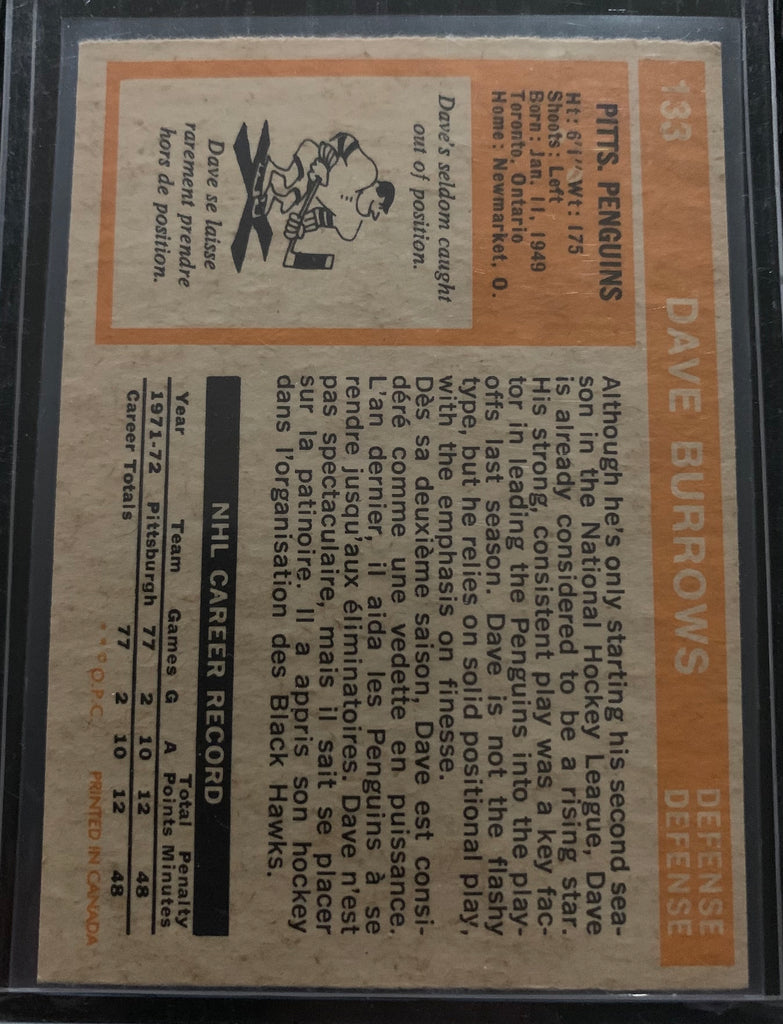 133 DAVE BURROWS DEFENSE
DEFENSE
PITTS. PENGUINS
Ht: 6'1" Wt: 175
Shoots: Left
Born: Jan. 11, 1949
Toronto, Ontario
Home: Newmarket, O.
Dave's seldom caught
out of position.
Dave se laisse
rarement prendre
hors de position.
Although he's only starting his second sea-
son in the National Hockey League, Dave
is already considered to be a rising star.
His strong, consistent play was a key fac-
tor in leading the Penguins into the play-
offs last season. Dave is not the flashy
type, but he relies on solid positional play,
with the emphasis on finesse.
Dès sa deuxième saison, Dave est consi-
déré comme une vedette en puissance.
L'an dernier, il aida les Penguins à se
rendre jusqu'aux éliminatoires. Dave n'est
pas spectaculaire, mais il sait se placer
sur la patinoire. Il a appris son hockey
dans l'organisation des Black Hawks.
NHL CAREER RECORD
Total Penalty
Year Team Games G A Points Minutes
1971-72 Pittsburgh 77 2 10 12 48
Career Totals 77 2 10 12 48
O.P.C. PRINTED IN CANADA